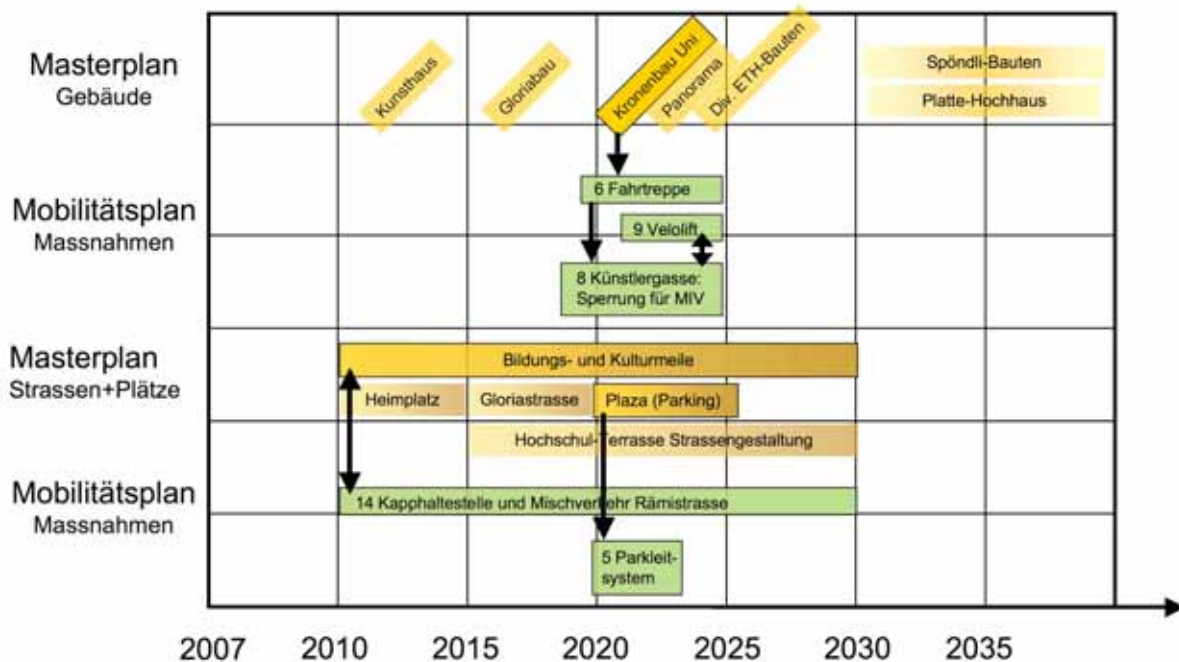 Masterplan
Gebäude
Kunsthaus
Gloriabau
Kronenbau Uni
Panorama
Div. ETH-Bauten
Spöndli-Bauten
Platte-Hochhaus
Mobilitätsplan
Massnahmen
6 Fahrtreppe
9 Velolift
8 Künstlergasse:
Sperrung für MIV
Masterplan
Strassen+Plätze
Bildungs- und Kulturmeile
Heimplatz
Gloriastrasse
Plaza (Parking)
Hochschul-Terrasse Strassengestaltung
Mobilitätsplan
Massnahmen
14 Kapphaltestelle und Mischverkehr Rämistrasse
5 Parkleit-
system
2007 2010 2015 2020 2025 2030 2035